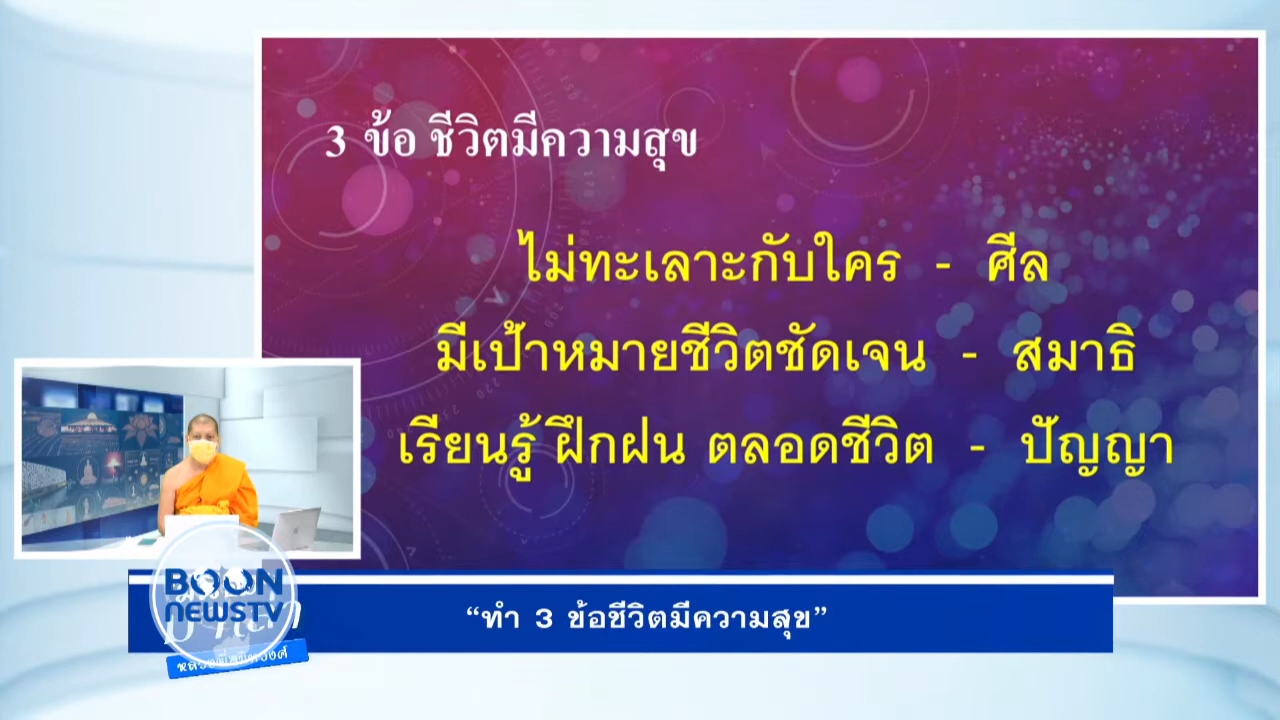 3 ข้อ ชีวิตมีความสุข
ไม่ทะเลาะกับใคร - ศีล
มีเป้าหมายชีวิตชัดเจน - สมาธิ
เรียนรู้ ฝึกฝน ตลอดชีวิต - ปัญญา
BOON
NEWSTV
“ทำ 3 ข้อชีวิตมีความสุข”